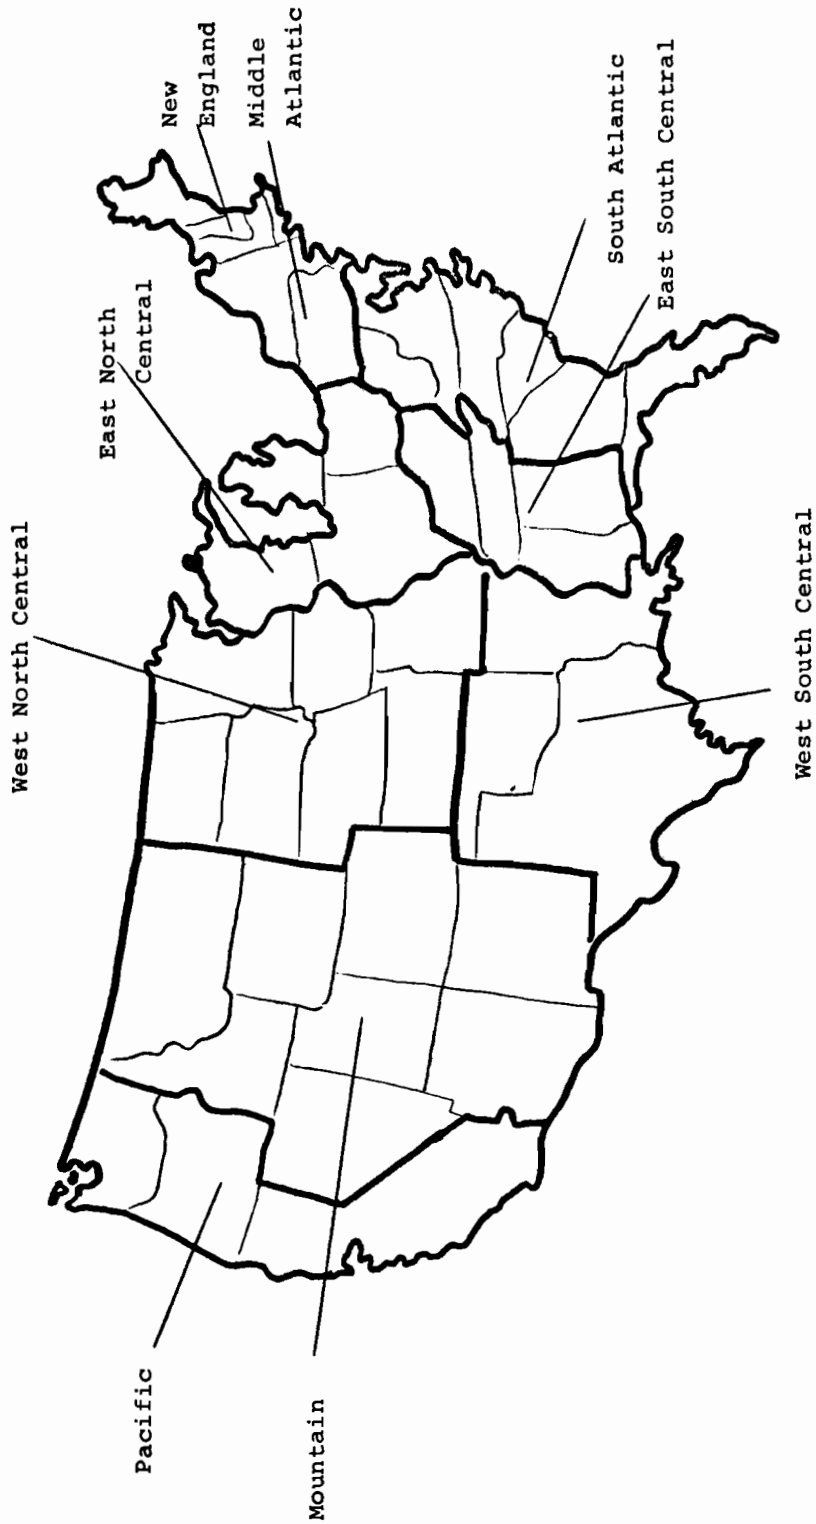 West North Central
East North
Central
New
England
Middle
Atlantic
Pacific
Mountain
South Atlantic
East South Central
West South Central